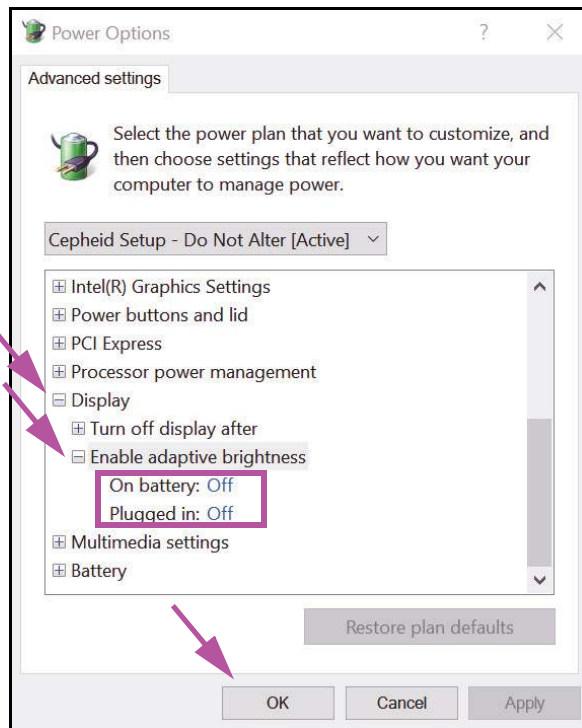 Power Options
?
Advanced settings
Select the power plan that you want to customize, and
then choose settings that reflect how you want your
computer to manage power.
Cepheid Setup - Do Not Alter [Active]
Intel(R) Graphics Settings
Power buttons and lid
PCI Express
Processor power management
Display
Turn off display after
Enable adaptive brightness
On battery: Off
Plugged in: Off
Multimedia settings
Battery
Restore plan defaults
OK Cancel Apply